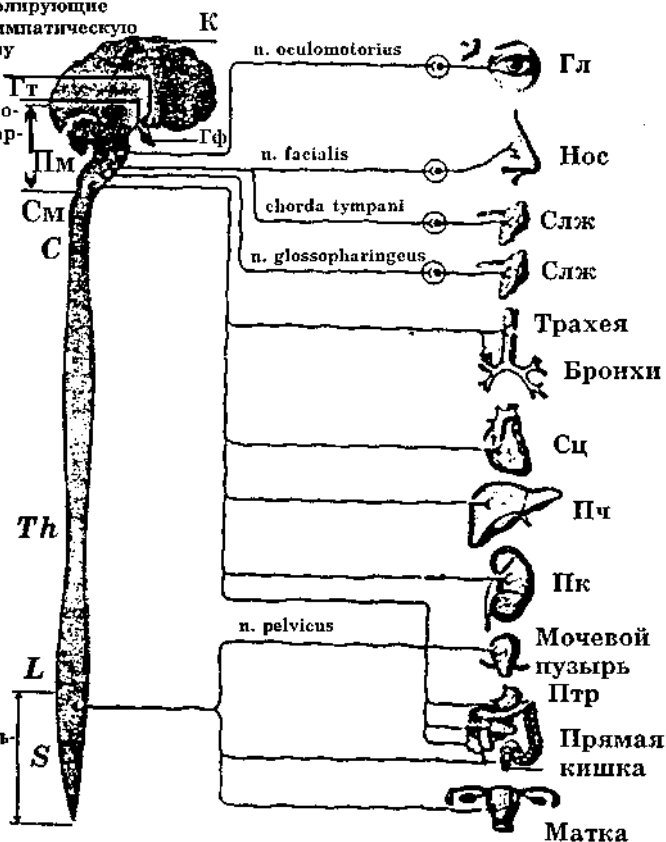 олирующие
импатическую
у
К
n. oculomotorius
Гл
Гт
о-
ар-
Гф
Пм
n. facialis
Нос
См
chorda tympani
Слж
С
n. glossopharingeus
Слж
Трахея
Бронхи
Сц
Th
Пч
Пк
n. pelvicus
Мочевой
пузырь
L
Птр
ь-
S
Прямая
кишка
Матка